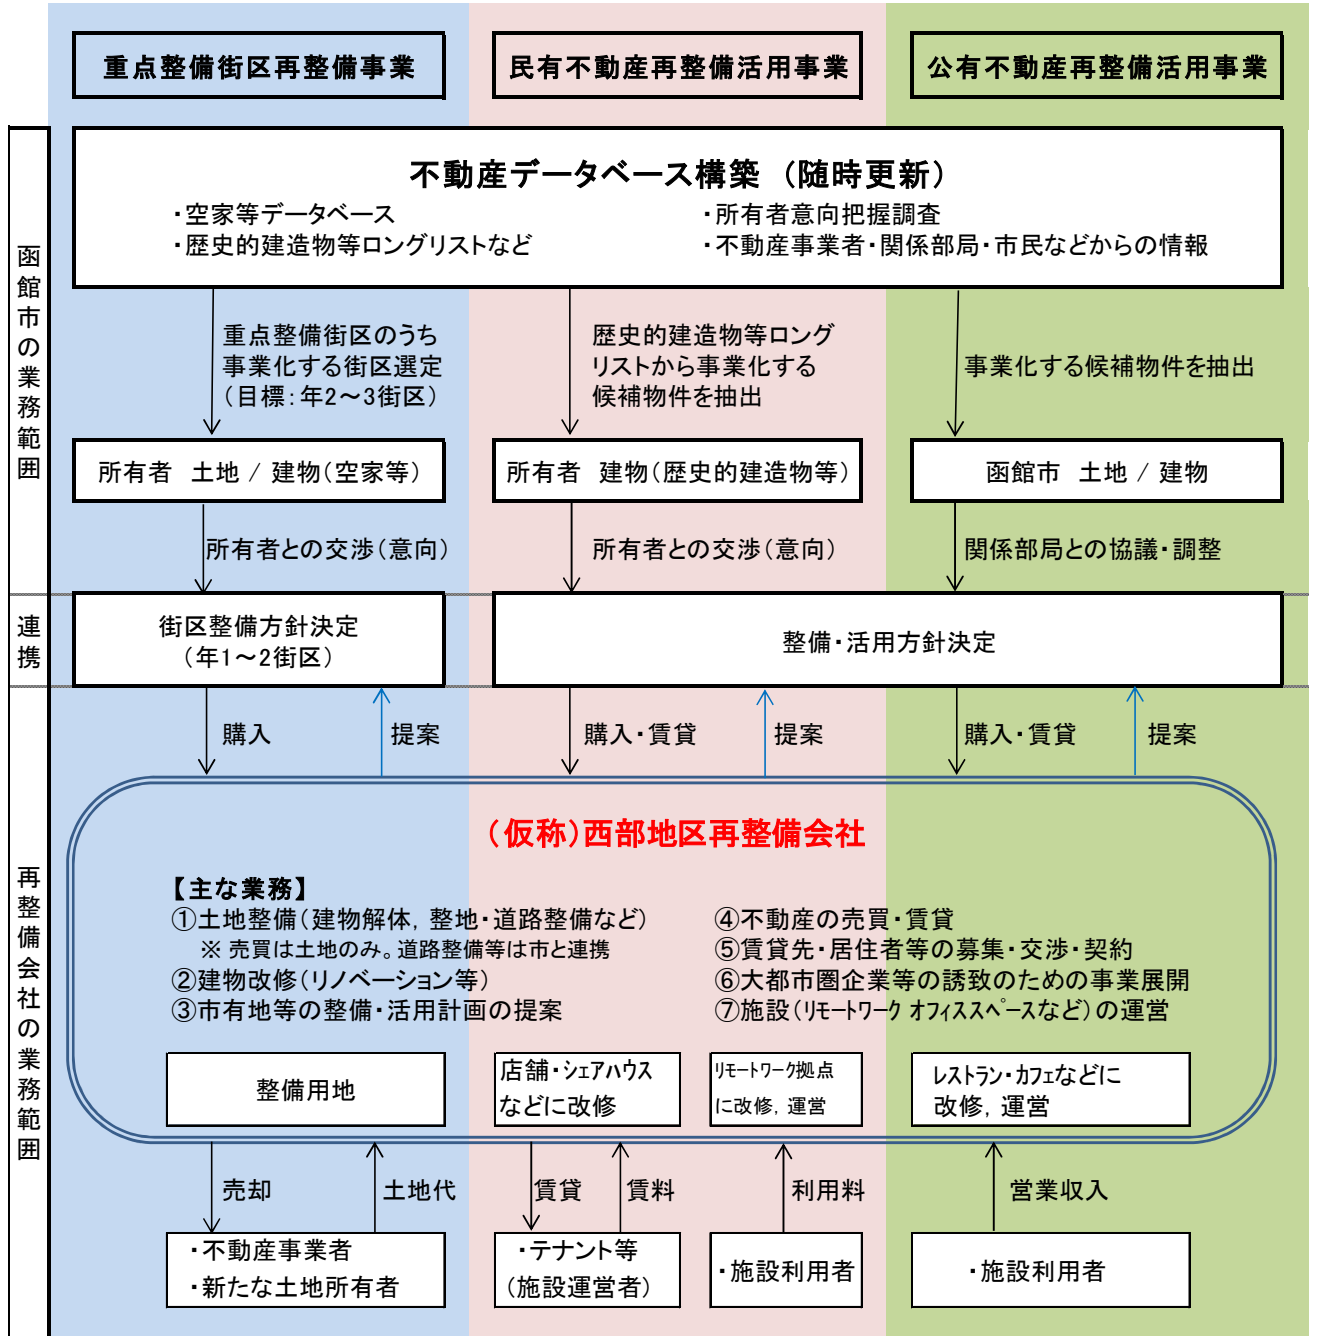 重点整備街区再整備事業
民有不動産再整備活用事業
公有不動産再整備活用事業
函館市の業務範囲
不動産データベース構築（随時更新）
・空家等データベース
・歴史的建造物等ロングリストなど
・所有者意向把握調査
・不動産事業者・関係部局・市民などからの情報
重点整備街区のうち
事業化する街区選定
（目標：年2～3街区）
歴史的建造物等ロング
リストから事業化する
候補物件を抽出
事業化する候補物件を抽出
所有者 土地 / 建物（空家等）
所有者 建物（歴史的建造物等）
函館市 土地 / 建物
所有者との交渉（意向）
所有者との交渉（意向）
関係部局との協議・調整
連携
街区整備方針決定
（年1～2街区）
整備・活用方針決定
購入
提案
購入・賃貸
提案
購入・賃貸
提案
再整備会社の業務範囲
（仮称）西部地区再整備会社
【主な業務】
①土地整備（建物解体，整地・道路整備など）
※ 売買は土地のみ。道路整備等は市と連携
②建物改修（リノベーション等）
③市有地等の整備・活用計画の提案
④不動産の売買・賃貸
⑤賃貸先・居住者等の募集・交渉・契約
⑥大都市圏企業等の誘致のための事業展開
⑦施設（リモートワーク オフィススペースなど）の運営
整備用地
店舗・シェアハウス
などに改修
リモートワーク拠点
に改修，運営
レストラン・カフェなどに
改修，運営
売却
土地代
賃貸
賃料
利用料
営業収入
・不動産事業者
・新たな土地所有者
・テナント等
（施設運営者）
・施設利用者
・施設利用者